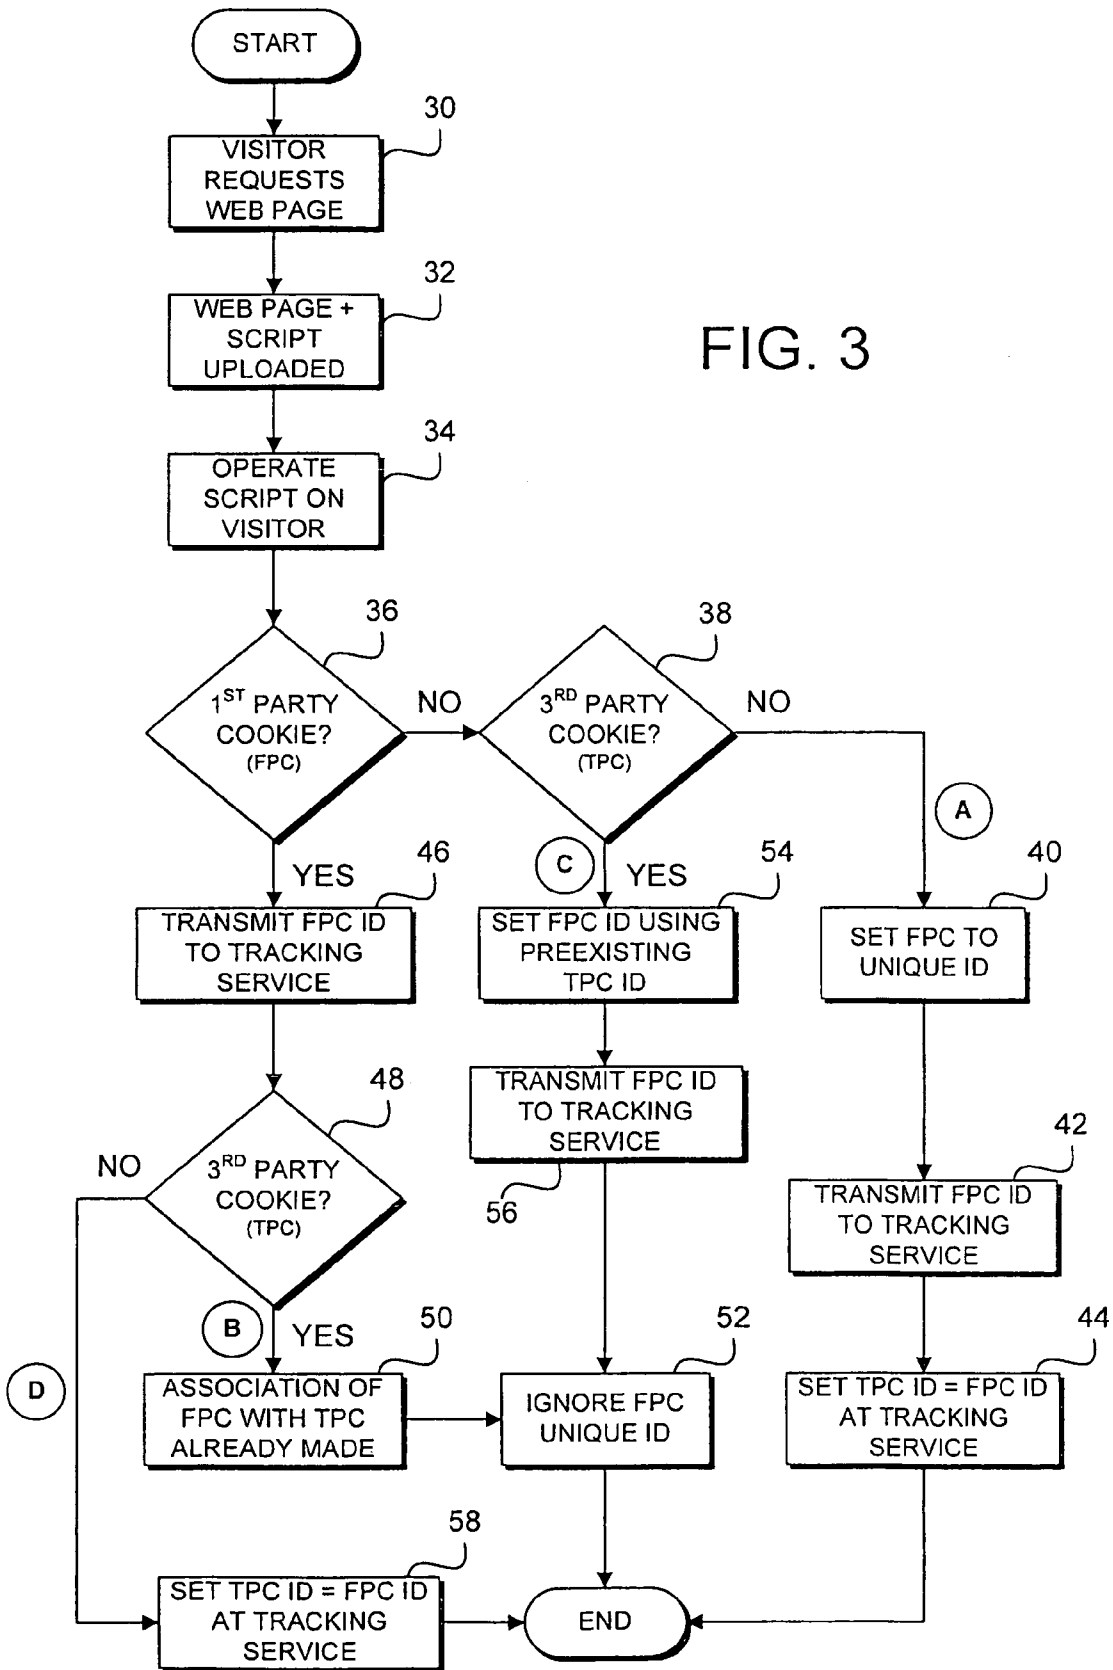 START
30
VISITOR
REQUESTS
WEB PAGE
32
WEB PAGE +
SCRIPT
UPLOADED
FIG. 3
34
OPERATE
SCRIPT ON
VISITOR
36
38
1ST PARTY
COOKIE?
(FPC)
NO
3RD PARTY
COOKIE?
(TPC)
NO
A
YES
46
C
YES
54
40
TRANSMIT FPC ID
TO TRACKING
SERVICE
SET FPC ID USING
PREEXISTING
TPC ID
SET FPC TO
UNIQUE ID
48
TRANSMIT FPC ID
TO TRACKING
SERVICE
56
42
NO
3RD PARTY
COOKIE?
(TPC)
TRANSMIT FPC ID
TO TRACKING
SERVICE
B
YES
50
52
44
D
ASSOCIATION OF
FPC WITH TPC
ALREADY MADE
IGNORE FPC
UNIQUE ID
SET TPC ID = FPC ID
AT TRACKING
SERVICE
58
SET TPC ID = FPC ID
AT TRACKING
SERVICE
END